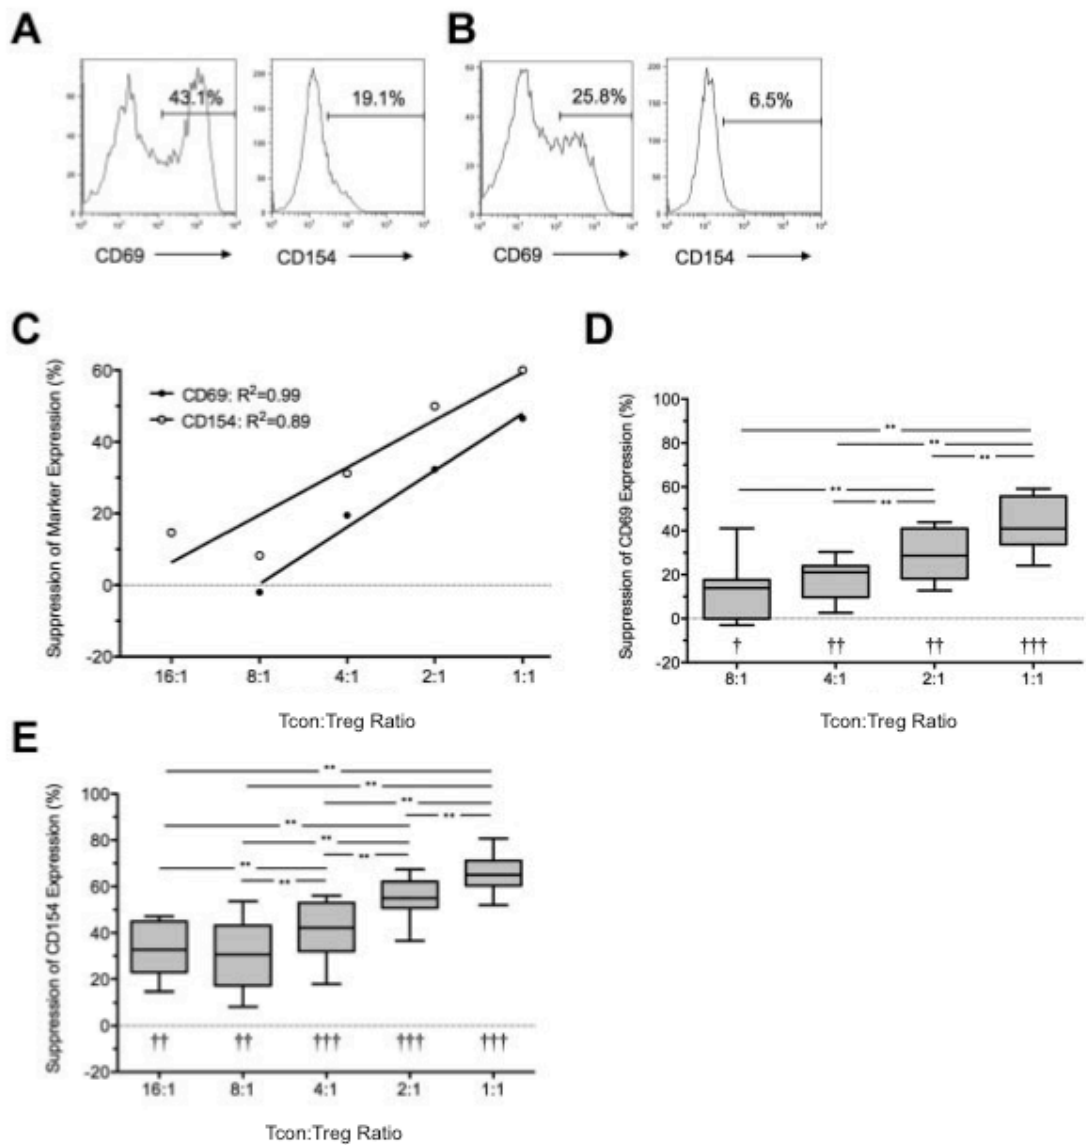 A
B
43.1%
19.1%
25.8%
6.5%
CD69
CD154
CD69
CD154
C
D
Suppression of Marker Expression (%)
60
40
20
0
-20
CD69: R²=0.99
CD154: R²=0.89
16:1 8:1 4:1 2:1 1:1
Tcon:Treg Ratio
Suppression of CD69 Expression (%)
100
80
60
40
20
0
-20
**
**
**
**
**
† †† †† †††
8:1 4:1 2:1 1:1
Tcon:Treg Ratio
E
Suppression of CD154 Expression (%)
100
80
60
40
20
0
-20
**
**
**
**
**
**
**
**
**
†† †† ††† ††† †††
16:1 8:1 4:1 2:1 1:1
Tcon:Treg Ratio